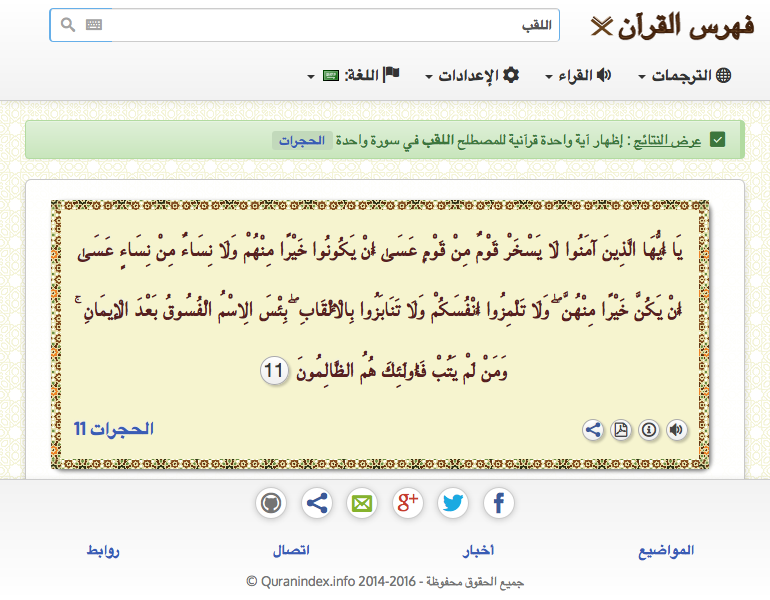 فهرس القرآن
اللقب
الترجمات
القراء
الإعدادات
اللغة:
عرض النتائج : إظهار آية واحدة قرآنية للمصطلح اللقب في سورة واحدة الحجرات
يَا أَيُّهَا الَّذِينَ آمَنُوا لَا يَسْخَرْ قَوْمٌ مِنْ قَوْمٍ عَسَىٰ أَنْ يَكُونُوا خَيْرًا مِنْهُمْ وَلَا نِسَاءٌ مِنْ نِسَاءٍ عَسَىٰ
أَنْ يَكُنَّ خَيْرًا مِنْهُنَّ ۖ وَلَا تَلْمِزُوا أَنْفُسَكُمْ وَلَا تَنَابَزُوا بِالْأَلْقَابِ ۖ بِئْسَ الِاسْمُ الْفُسُوقُ بَعْدَ الْإِيمَانِ ۚ
وَمَنْ لَمْ يَتُبْ فَأُولَٰئِكَ هُمُ الظَّالِمُونَ 11
الحجرات 11
المواضيع
أخبار
اتصال
روابط
جميع الحقوق محفوظة - Quranindex.info 2014-2016 ©